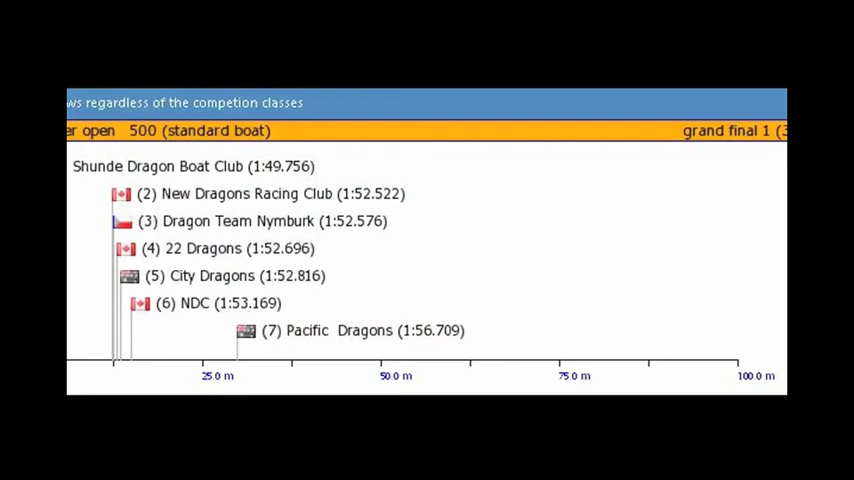 ws regardless of the competion classes
er open 500 (standard boat) grand final 1 (3
Shunde Dragon Boat Club (1:49.756)
(2) New Dragons Racing Club (1:52.522)
(3) Dragon Team Nymburk (1:52.576)
(4) 22 Dragons (1:52.696)
(5) City Dragons (1:52.816)
(6) NDC (1:53.169)
(7) Pacific Dragons (1:56.709)
25.0 m 50.0 m 75.0 m 100.0 m